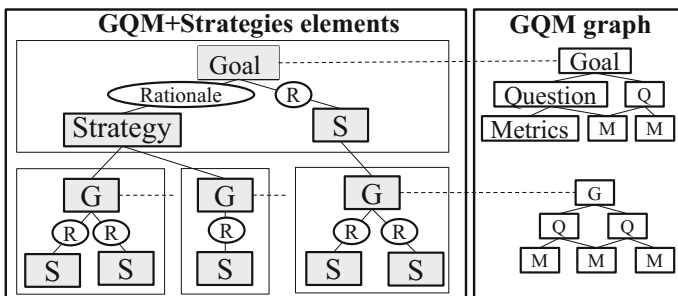 GQM+Strategies elements GQM graph
Goal Goal
Rationale R Question Q
Strategy S Metrics M M
G G G G
R R R R R Q Q
S S S S S M M M